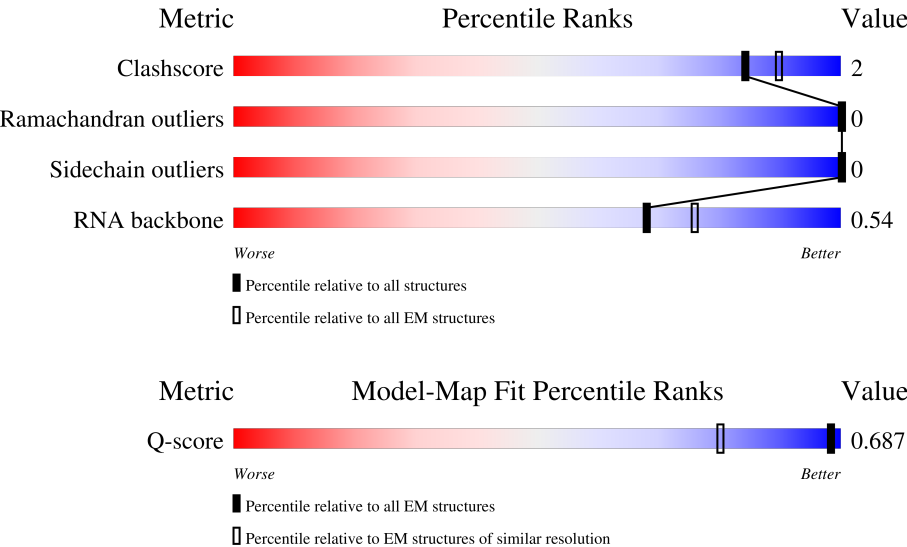 Metric Percentile Ranks Value
Clashscore 2
Ramachandran outliers 0
Sidechain outliers 0
RNA backbone 0.54
Worse Better
Percentile relative to all structures
Percentile relative to all EM structures
Metric Model-Map Fit Percentile Ranks Value
Q-score 0.687
Worse Better
Percentile relative to all EM structures
Percentile relative to EM structures of similar resolution